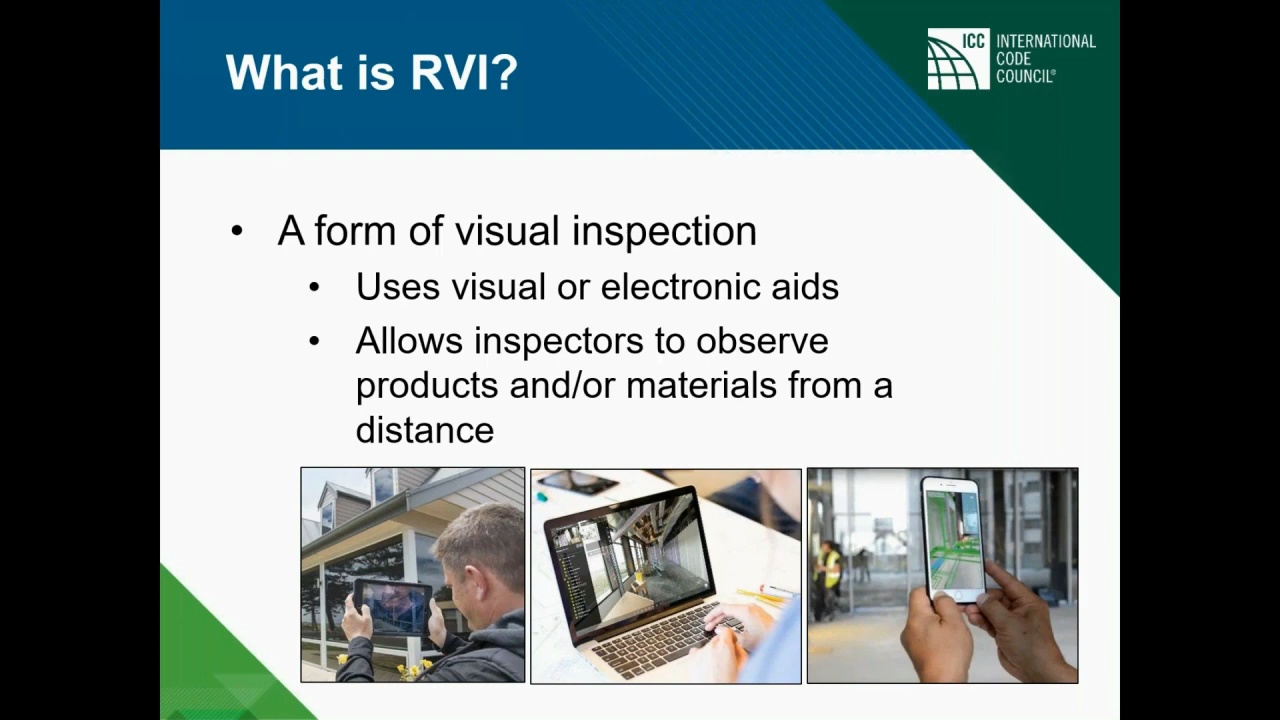 What is RVI?
ICC
INTERNATIONAL
CODE
COUNCIL®
• A form of visual inspection
• Uses visual or electronic aids
• Allows inspectors to observe
products and/or materials from a
distance